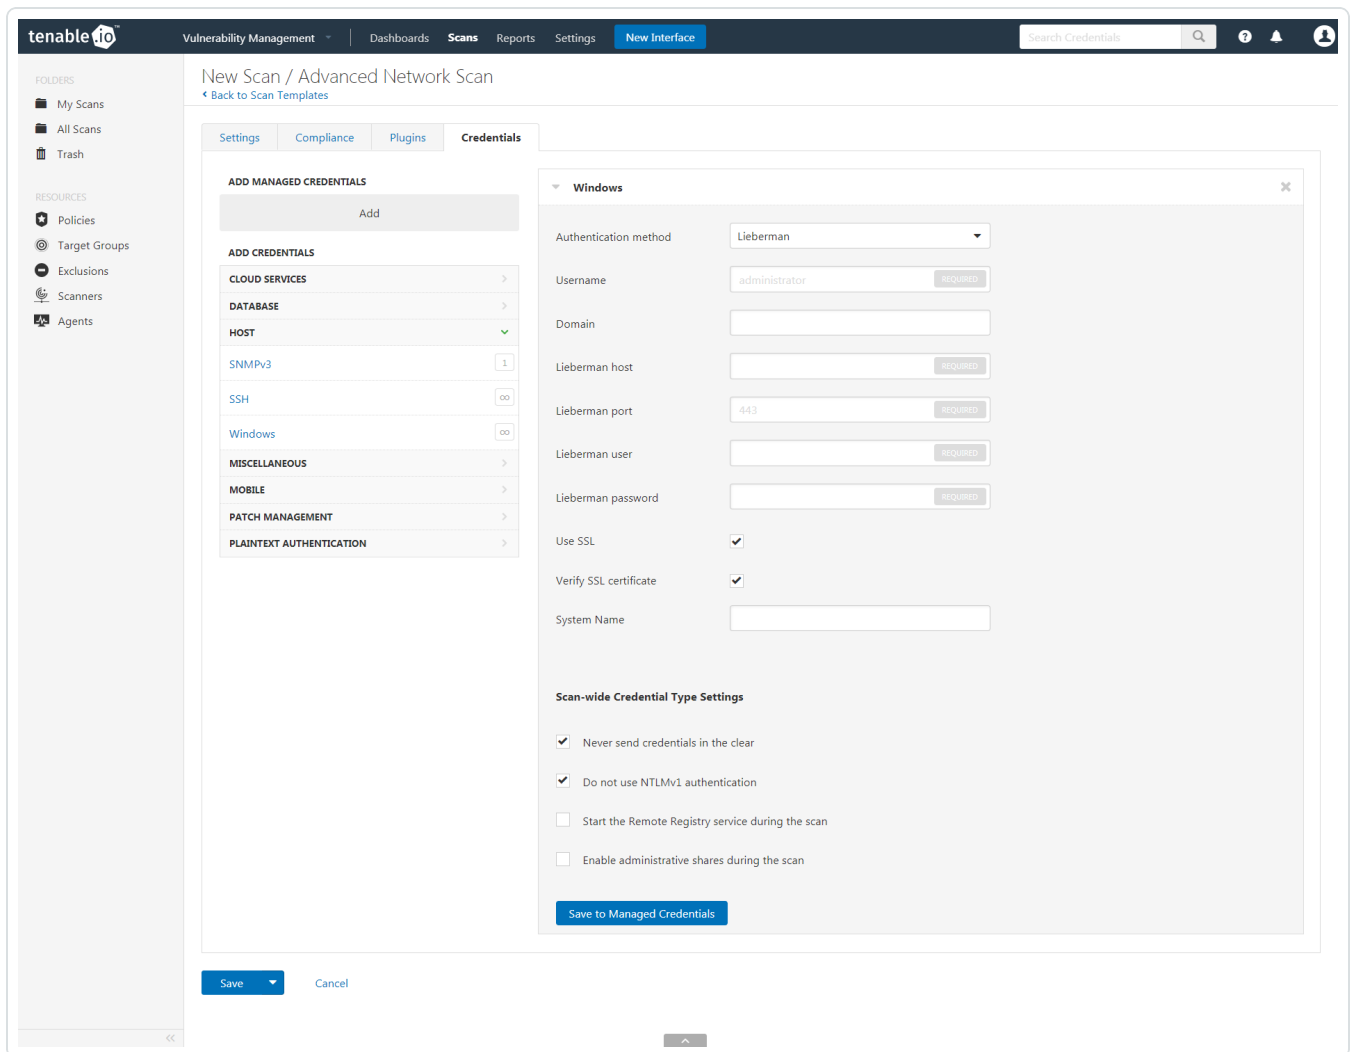 tenable.io™
Vulnerability Management
Dashboards
Scans
Reports
Settings
New Interface
Search Credentials
FOLDERS
My Scans
All Scans
Trash
RESOURCES
Policies
Target Groups
Exclusions
Scanners
Agents
New Scan / Advanced Network Scan
Back to Scan Templates
Settings
Compliance
Plugins
Credentials
ADD MANAGED CREDENTIALS
Add
ADD CREDENTIALS
CLOUD SERVICES
DATABASE
HOST
SNMPv3 1
SSH ∞
Windows ∞
MISCELLANEOUS
MOBILE
PATCH MANAGEMENT
PLAINTEXT AUTHENTICATION
Windows
Authentication method Lieberman
Username administrator REQUIRED
Domain
Lieberman host REQUIRED
Lieberman port 443 REQUIRED
Lieberman user REQUIRED
Lieberman password REQUIRED
Use SSL
Verify SSL certificate
System Name
Scan-wide Credential Type Settings
Never send credentials in the clear
Do not use NTLMv1 authentication
Start the Remote Registry service during the scan
Enable administrative shares during the scan
Save to Managed Credentials
Save
Cancel